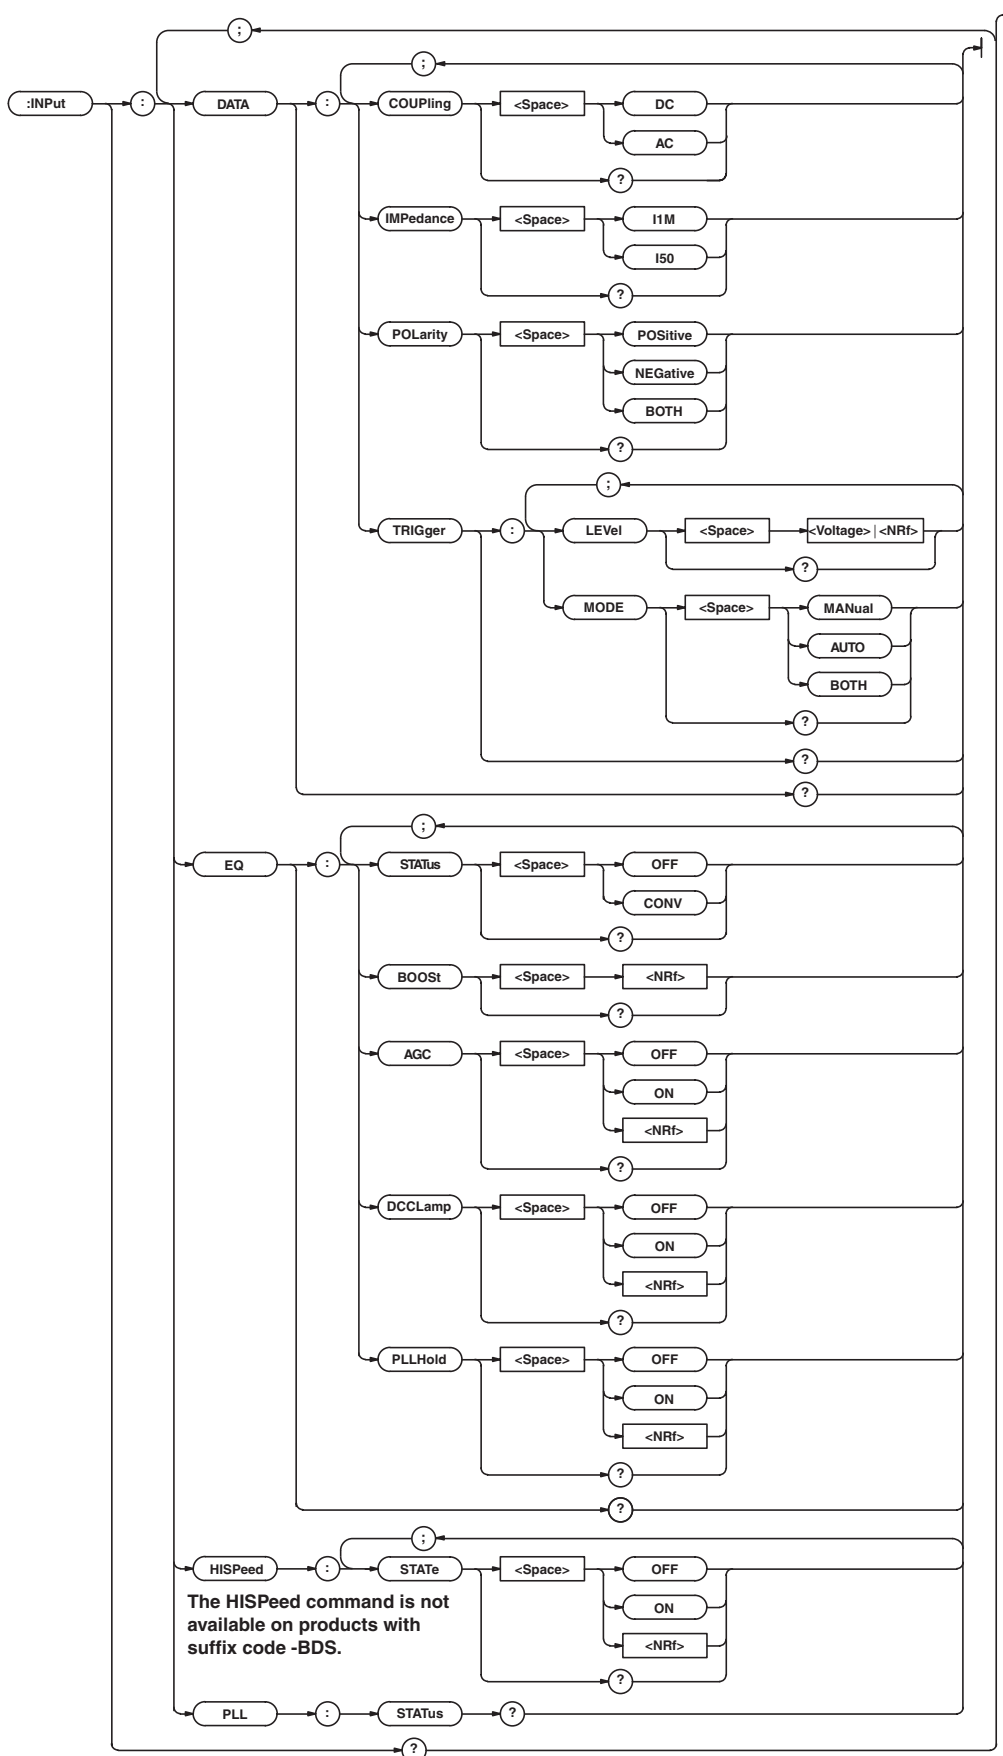 ;
;
:INPut : DATA : COUPling <Space> DC
AC
?
IMPedance <Space> I1M
I50
?
POLarity <Space> POSitive
NEGative
BOTH
?
;
TRIGger : LEVel <Space> <Voltage>|<NRf>
?
MODE <Space> MANual
AUTO
BOTH
?
?
?
;
EQ : STATus <Space> OFF
CONV
?
BOOSt <Space> <NRf>
?
AGC <Space> OFF
ON
<NRf>
?
DCCLamp <Space> OFF
ON
<NRf>
?
PLLHold <Space> OFF
ON
<NRf>
?
?
;
HISPeed : STATe <Space> OFF
ON
<NRf>
?
The HISPeed command is not
available on products with
suffix code -BDS.
PLL : STATus ?
?